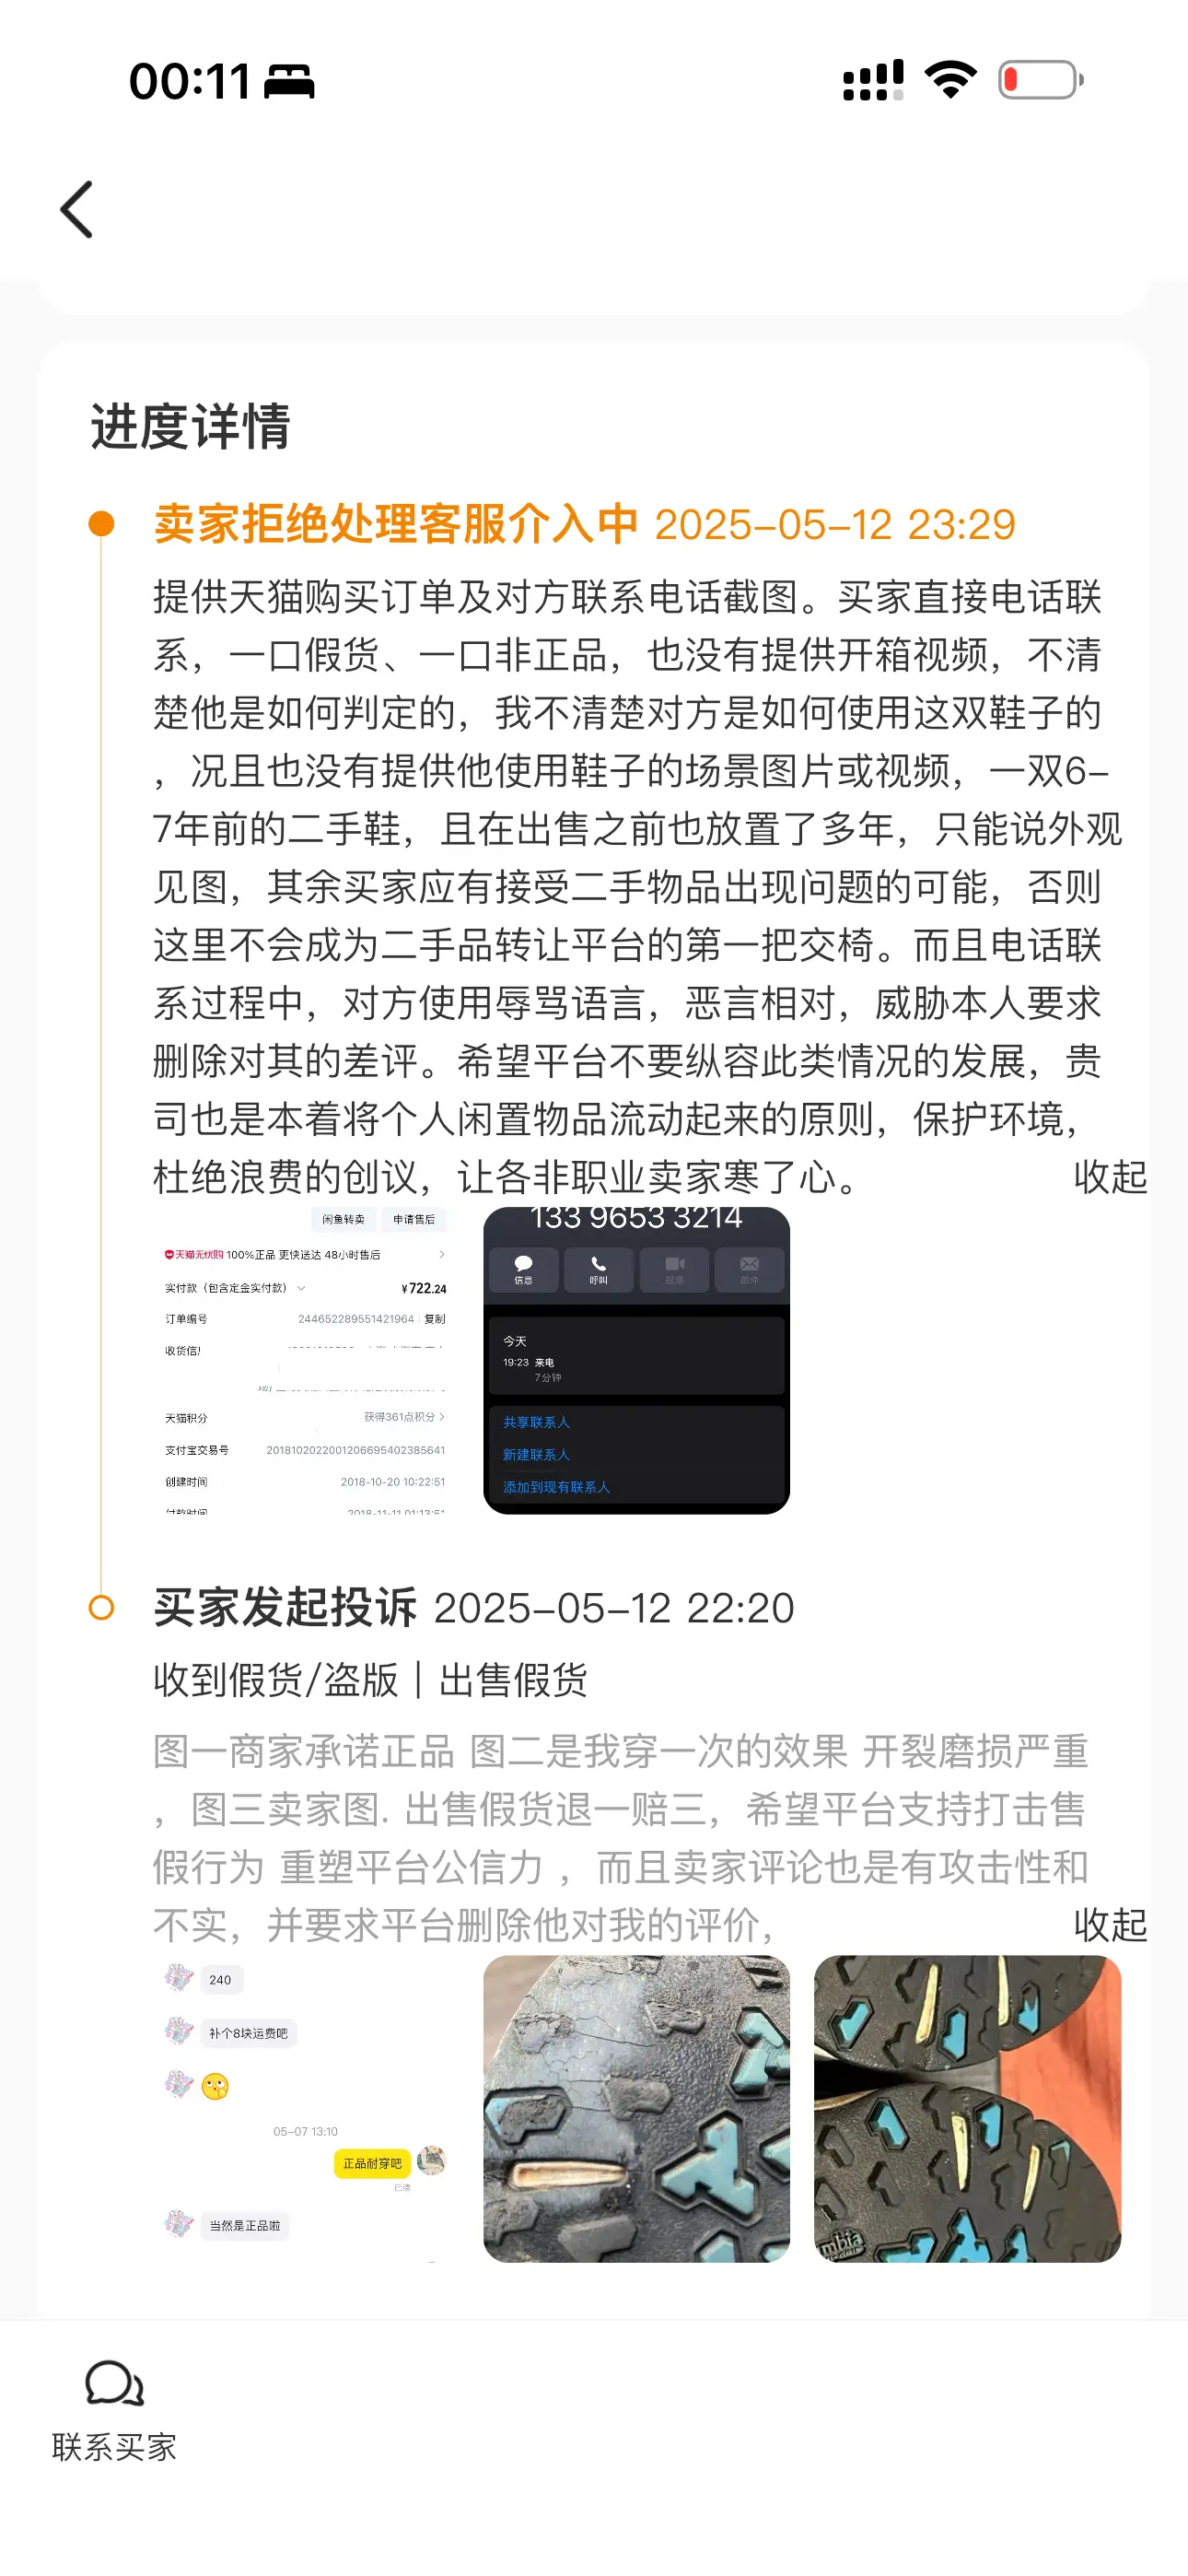 00:11
进度详情
卖家拒绝处理客服介入中 2025-05-12 23:29
提供天猫购买订单及对方联系电话截图。买家直接电话联
系，一口假货、一口非正品，也没有提供开箱视频，不清
楚他是如何判定的，我不清楚对方是如何使用这双鞋子的
，况且也没有提供他使用鞋子的场景图片或视频，一双6-
7年前的二手鞋，且在出售之前也放置了多年，只能说外观
见图，其余买家应有接受二手物品出现问题的可能，否则
这里不会成为二手品转让平台的第一把交椅。而且电话联
系过程中，对方使用辱骂语言，恶言相对，威胁本人要求
删除对其的差评。希望平台不要纵容此类情况的发展，贵
司也是本着将个人闲置物品流动起来的原则，保护环境，
杜绝浪费的创议，让各非职业卖家寒了心。 收起
闲鱼转卖 申请售后
天猫无忧购 100%正品 更快送达 48小时售后
实付款（包含定金实付款） ¥722.24
订单编号 244652289551421964 复制
收货信
天猫积分 获得361点积分
支付宝交易号 2018102022001206695402385641
创建时间 2018-10-20 10:22:51
付款时间 2018-11-11 01:13:51
133 9653 3214
信息 呼叫 视频 邮件
今天
19:23 来电
7分钟
共享联系人
新建联系人
添加到现有联系人
买家发起投诉 2025-05-12 22:20
收到假货/盗版｜出售假货
图一商家承诺正品 图二是我穿一次的效果 开裂磨损严重
，图三卖家图. 出售假货退一赔三，希望平台支持打击售
假行为 重塑平台公信力 ，而且卖家评论也是有攻击性和
不实，并要求平台删除他对我的评价， 收起
240
补个8块运费吧
05-07 13:10
正品耐穿吧
已读
当然是正品啦
mbia
联系买家